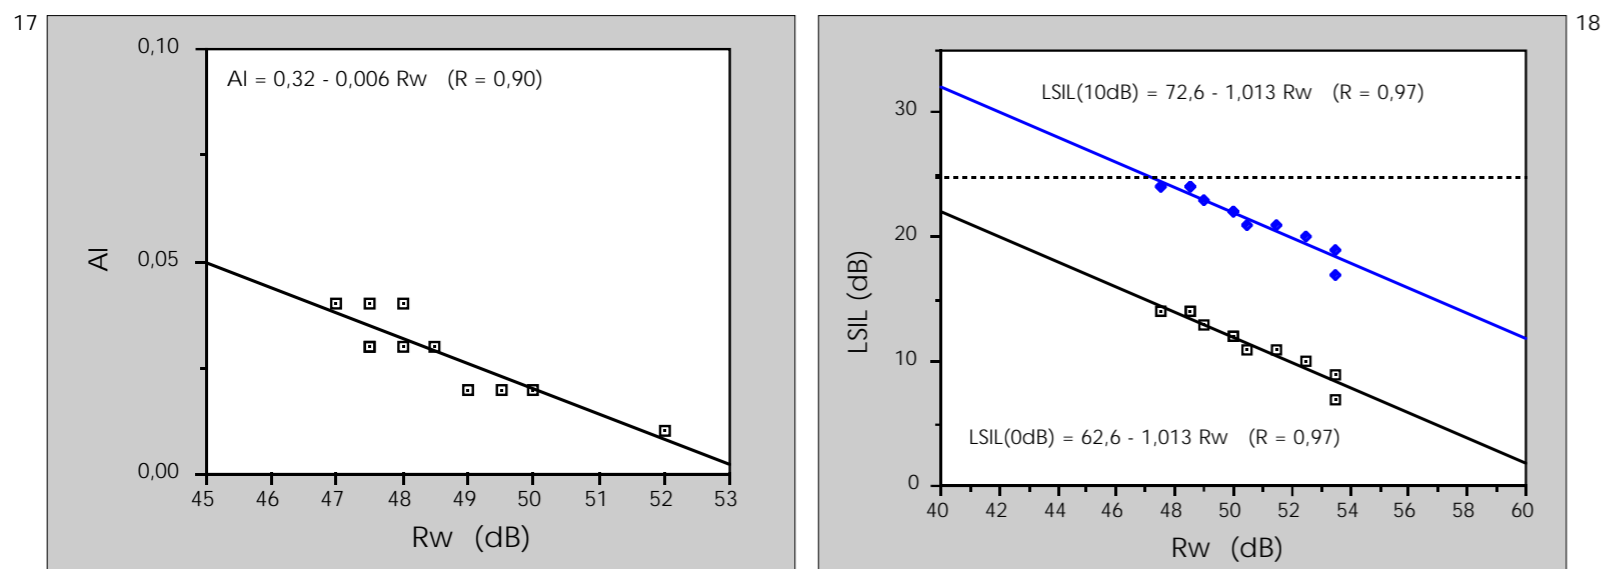 17
0,10
AI = 0,32 - 0,006 Rw (R = 0,90)
0,05
AI
0,00
45 46 47 48 49 50 51 52 53
Rw (dB)
18
LSIL(10dB) = 72,6 - 1,013 Rw (R = 0,97)
30
20
LSIL (dB)
10
LSIL(0dB) = 62,6 - 1,013 Rw (R = 0,97)
0
40 42 44 46 48 50 52 54 56 58 60
Rw (dB)